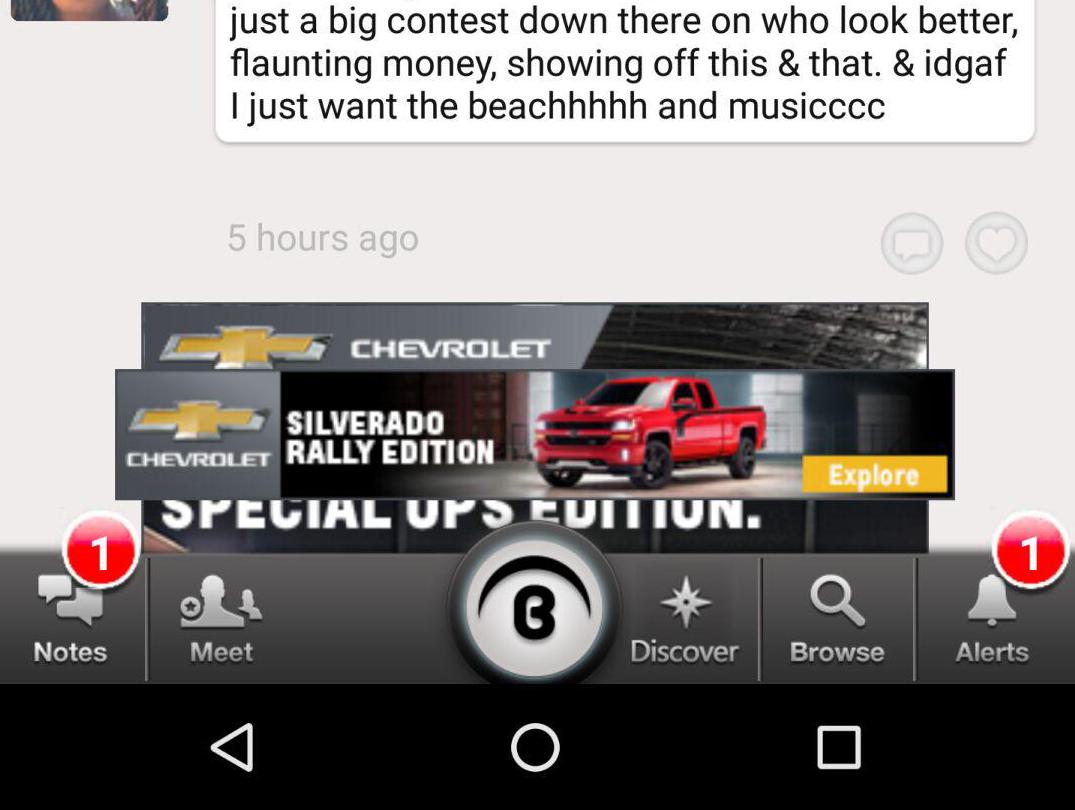 just a big contest down there on who look better,
flaunting money, showing off this & that. & idgaf
I just want the beachhhhh and musicccc
5 hours ago
CHEVROLET
SILVERADO
RALLY EDITION
CHEVROLET
Explore
SPECIAL OPS EDITION.
1
1
B
Notes
Meet
Discover
Browse
Alerts